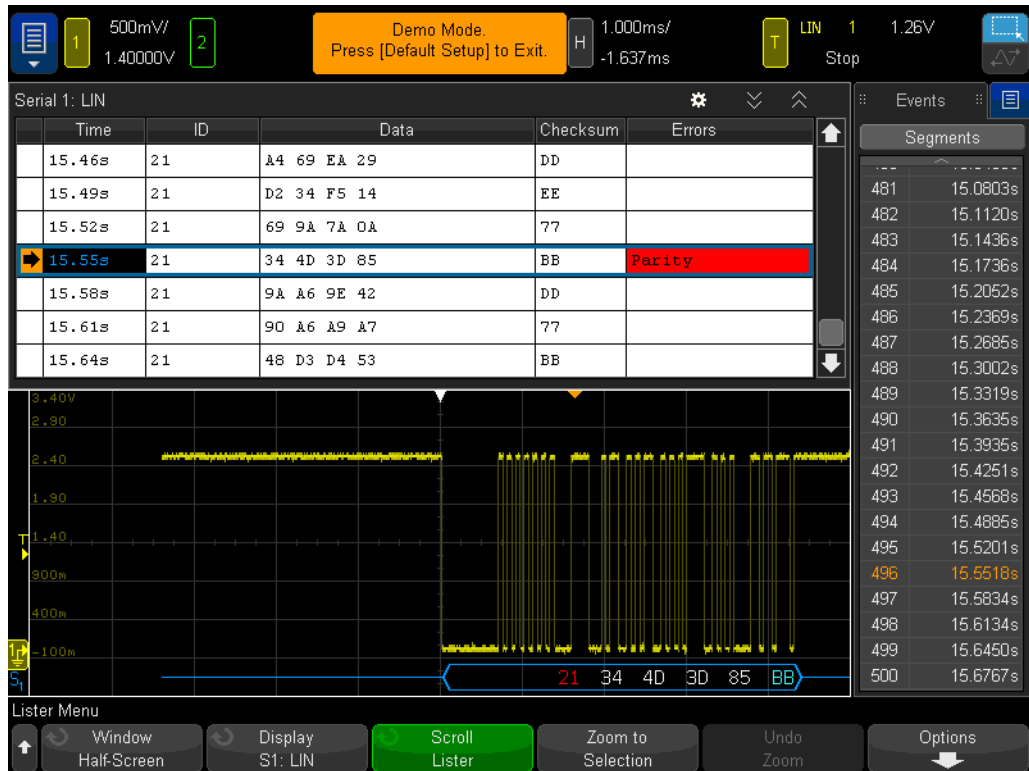 1 500mV/ 1.40000V 2 Demo Mode. Press [Default Setup] to Exit. H 1.000ms/ -1.637ms T LIN 1 1.26V Stop
Serial 1: LIN
Time ID Data Checksum Errors
15.46s 21 A4 69 EA 29 DD
15.49s 21 D2 34 F5 14 EE
15.52s 21 69 9A 7A 0A 77
15.55s 21 34 4D 3D 85 BB Parity
15.58s 21 9A A6 9E 42 DD
15.61s 21 90 A6 A9 A7 77
15.64s 21 48 D3 D4 53 BB
3.40V
2.90
2.40
1.90
T 1.40
900m
400m
1 -100m
S1 21 34 4D 3D 85 BB
Events
Segments
481 15.0803s
482 15.1120s
483 15.1436s
484 15.1736s
485 15.2052s
486 15.2369s
487 15.2685s
488 15.3002s
489 15.3319s
490 15.3635s
491 15.3935s
492 15.4251s
493 15.4568s
494 15.4885s
495 15.5201s
496 15.5518s
497 15.5834s
498 15.6134s
499 15.6450s
500 15.6767s
Lister Menu
Window Display Scroll Zoom to Undo Options
Half-Screen S1: LIN Lister Selection Zoom